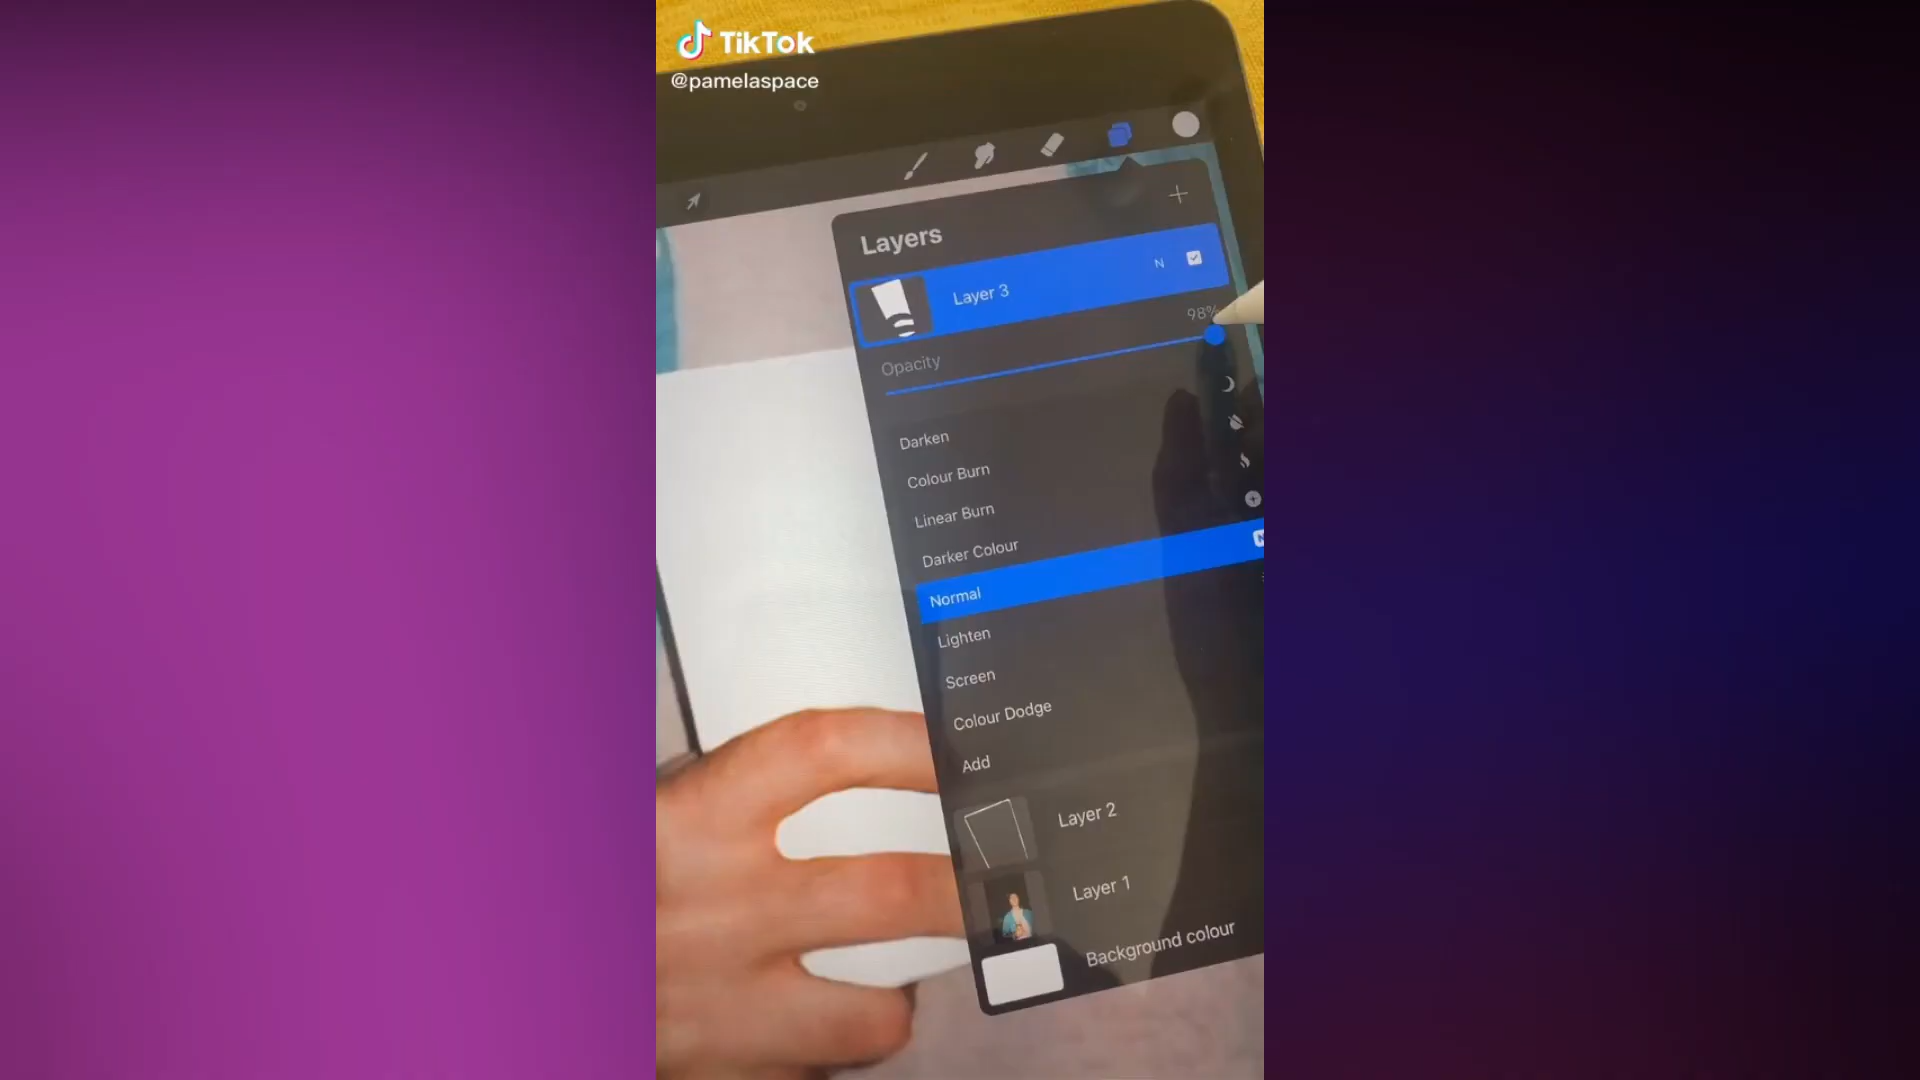 TikTok
@pamelaspace
Layers
Layer 3
N
98%
Opacity
Darken
Colour Burn
Linear Burn
Darker Colour
Normal
Lighten
Screen
Colour Dodge
Add
Layer 2
Layer 1
Background colour